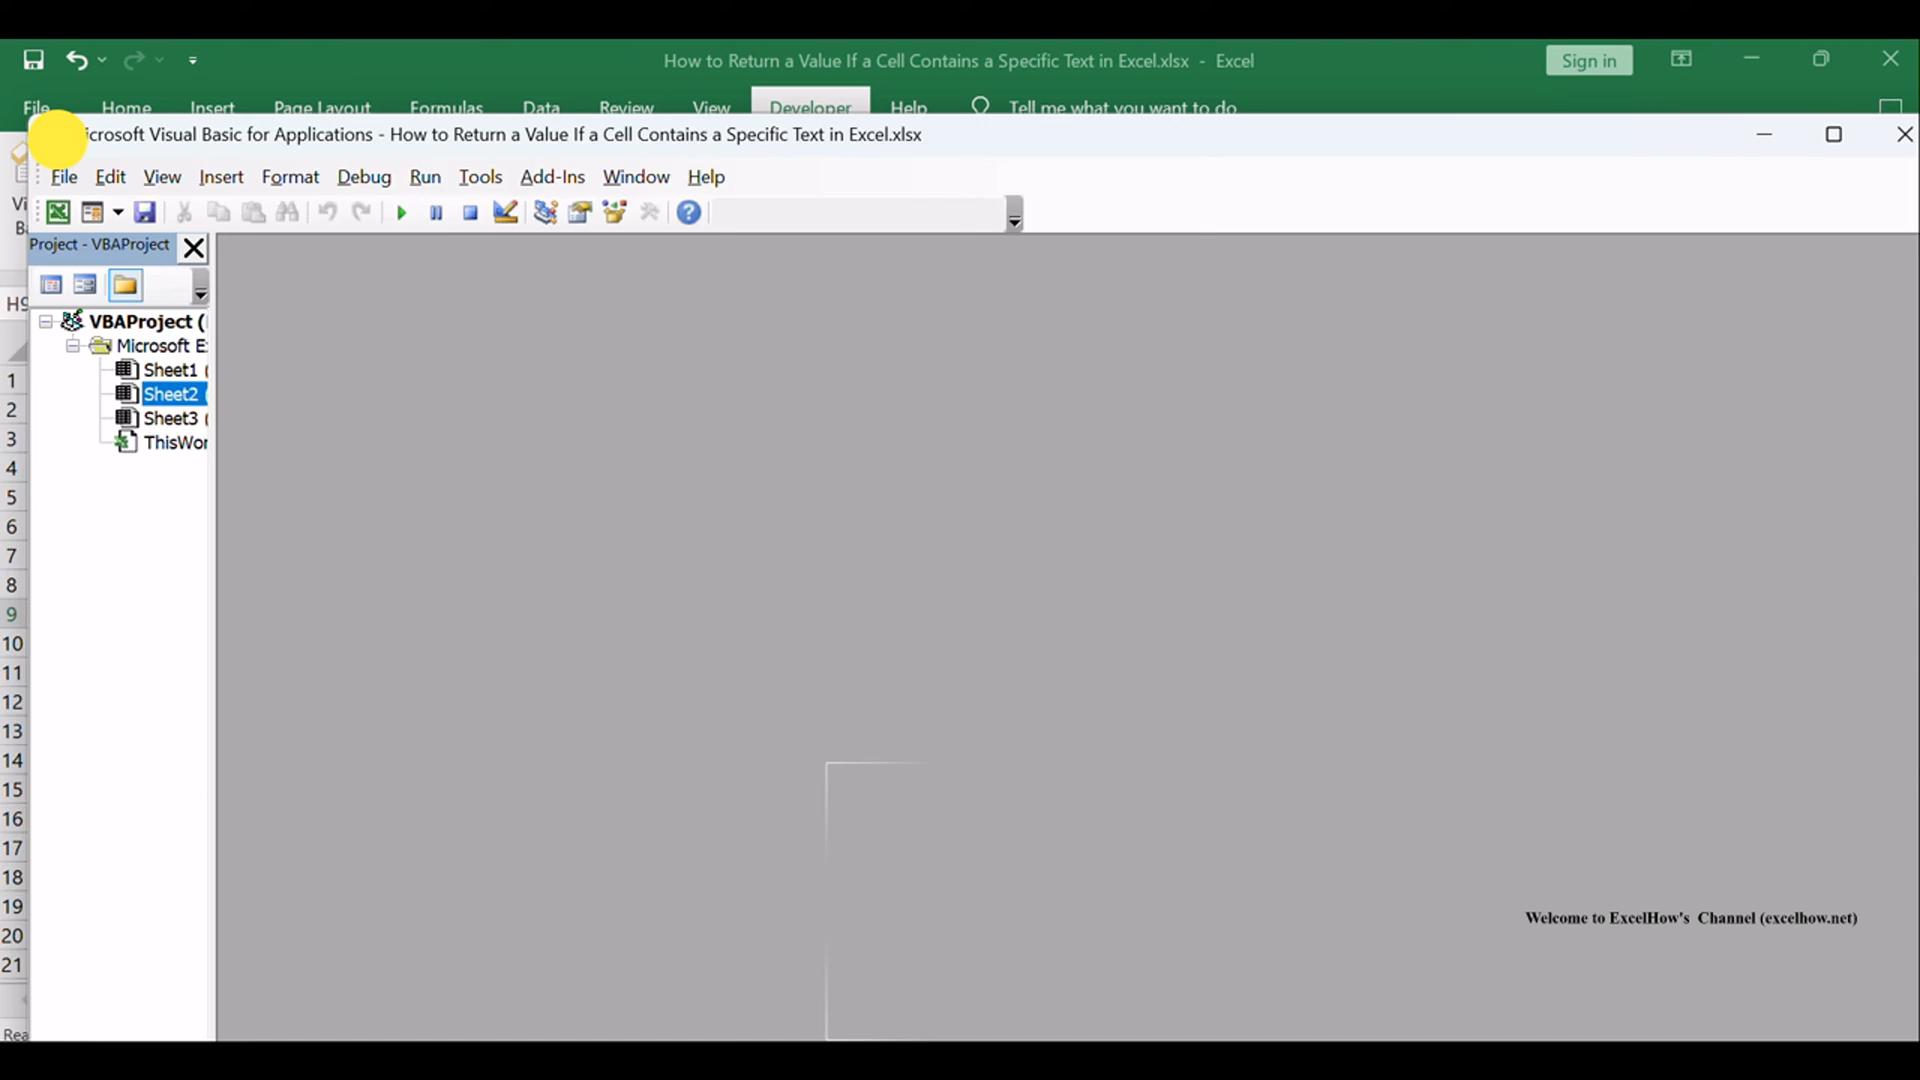 How to Return a Value If a Cell Contains a Specific Text in Excel.xlsx - Excel
Sign in
File Home Insert Page Layout Formulas Data Review View Developer Help Tell me what you want to do
icrosoft Visual Basic for Applications - How to Return a Value If a Cell Contains a Specific Text in Excel.xlsx
File Edit View Insert Format Debug Run Tools Add-Ins Window Help
Vi
Ba
Project - VBAProject
H9
VBAProject (
Microsoft E
Sheet1 (
Sheet2 (
Sheet3 (
ThisWor
1
2
3
4
5
6
7
8
9
10
11
12
13
14
15
16
17
18
19
20
21
Rea
Welcome to ExcelHow's Channel (excelhow.net)